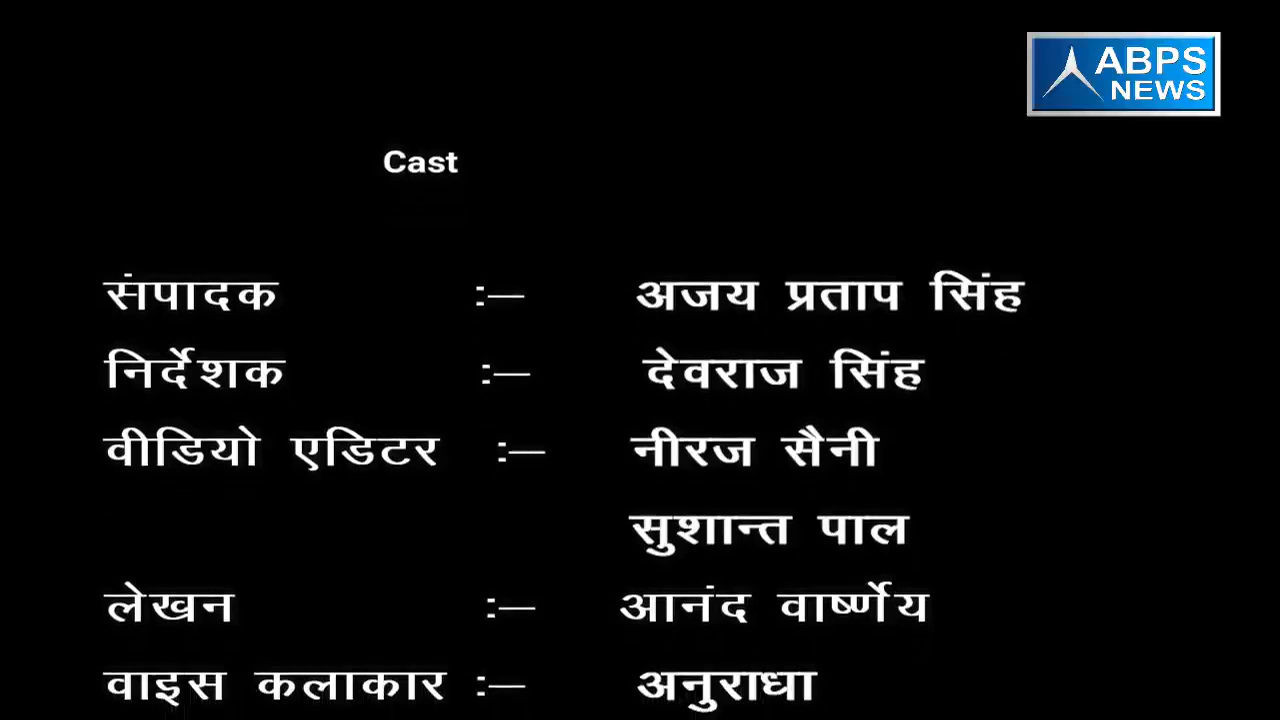 ABPS
NEWS
Cast
संपादक :— अजय प्रताप सिंह
निर्देशक :— देवराज सिंह
वीडियो एडिटर :— नीरज सैनी
सुशान्त पाल
लेखन :— आनंद वार्ष्णेय
वाइस कलाकार :— अनुराधा